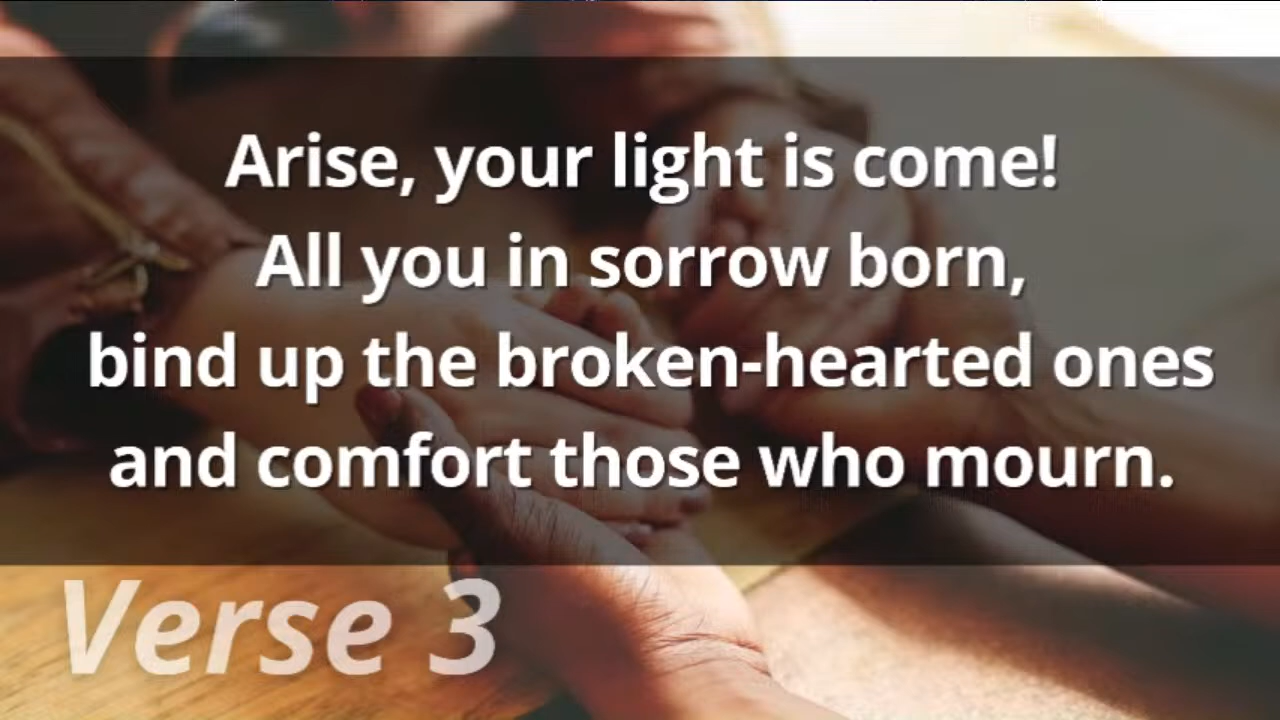 Arise, your light is come!
All you in sorrow born,
bind up the broken-hearted ones
and comfort those who mourn.
Verse 3